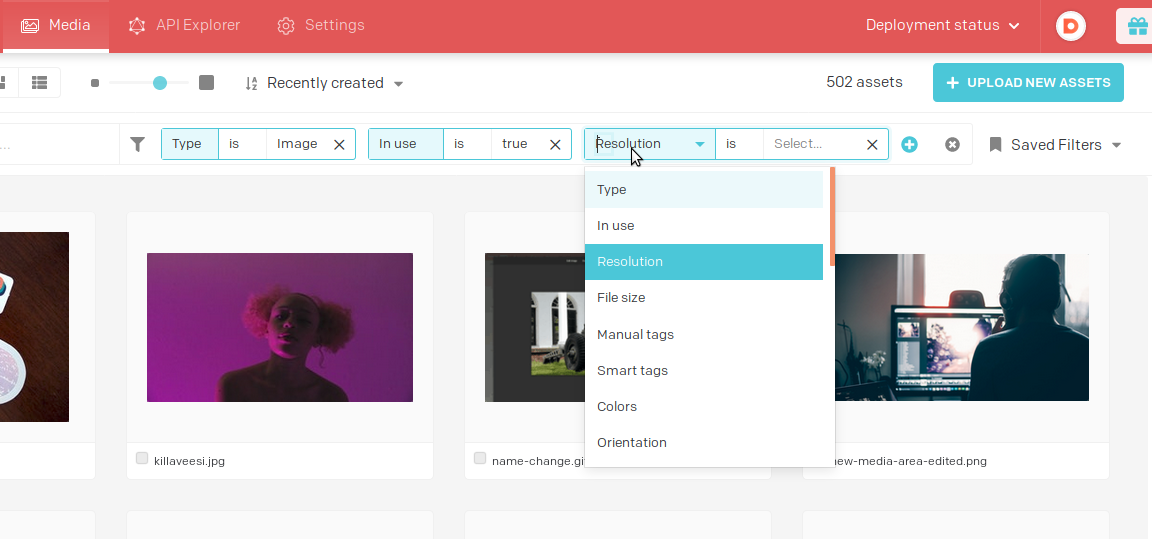 Media API Explorer Settings Deployment status
Recently created 502 assets + UPLOAD NEW ASSETS
... Type is Image In use is true Resolution is Select... Saved Filters
Type
In use
Resolution
File size
Manual tags
Smart tags
Colors
Orientation
killaveesi.jpg name-change.gi new-media-area-edited.png